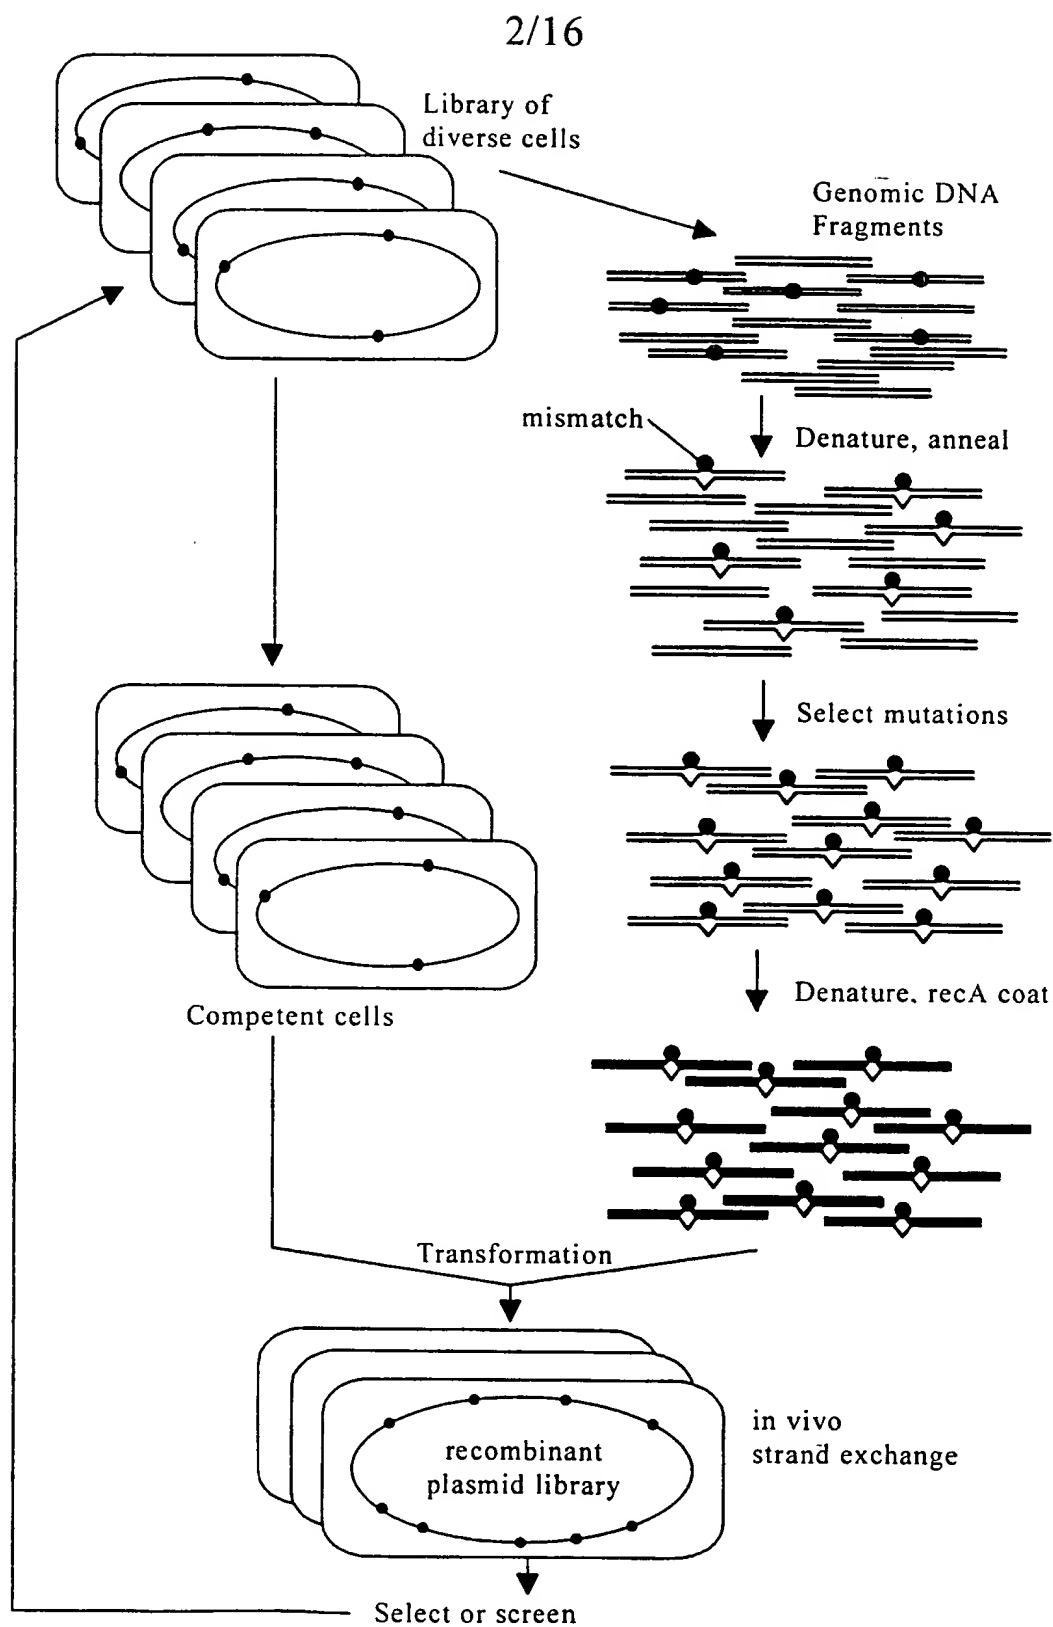 2/16
Library of
diverse cells
Genomic DNA
Fragments
mismatch
Denature, anneal
Select mutations
Denature. recA coat
Competent cells
Transformation
recombinant
plasmid library
in vivo
strand exchange
Select or screen